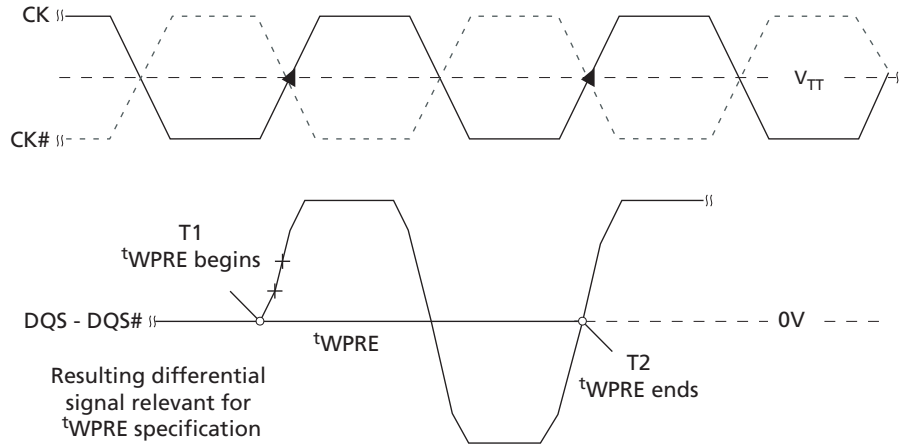 CK
V_TT
CK#
T1
ᵗWPRE begins
DQS - DQS#
0V
ᵗWPRE
T2
ᵗWPRE ends
Resulting differential
signal relevant for
ᵗWPRE specification